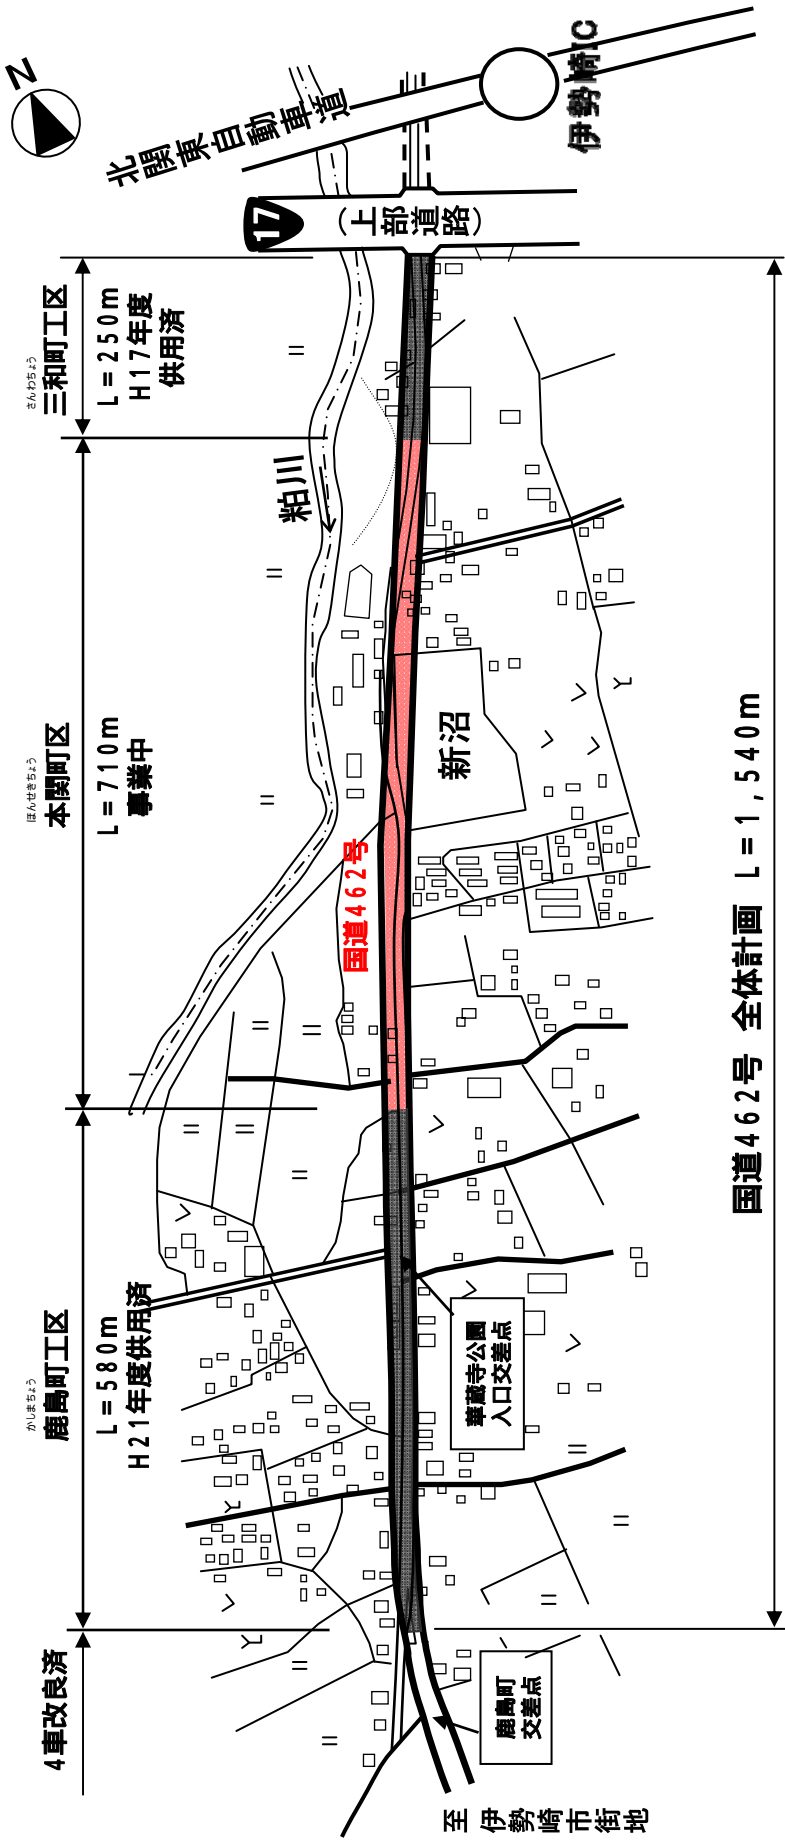 N
北関東自動車道
伊勢崎IC
17
（上部道路）
さんわちょう
三和町工区
L=250m
H17年度
供用済
粕川
ほんせきちょう
本関町工区
L=710m
事業中
新沼
国道462号
国道462号 全体計画 L=1,540m
かしまちょう
鹿島町工区
L=580m
H21年度供用済
華蔵寺公園
入口交差点
4車改良済
鹿島町
交差点
至 伊勢崎市街地